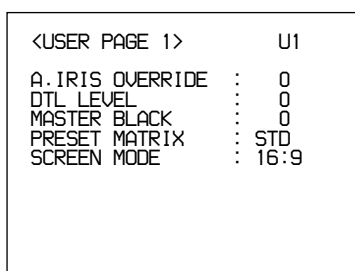 <USER PAGE 1> U1
A.IRIS OVERRIDE : 0
DTL LEVEL : 0
MASTER BLACK : 0
PRESET MATRIX : STD
SCREEN MODE : 16:9